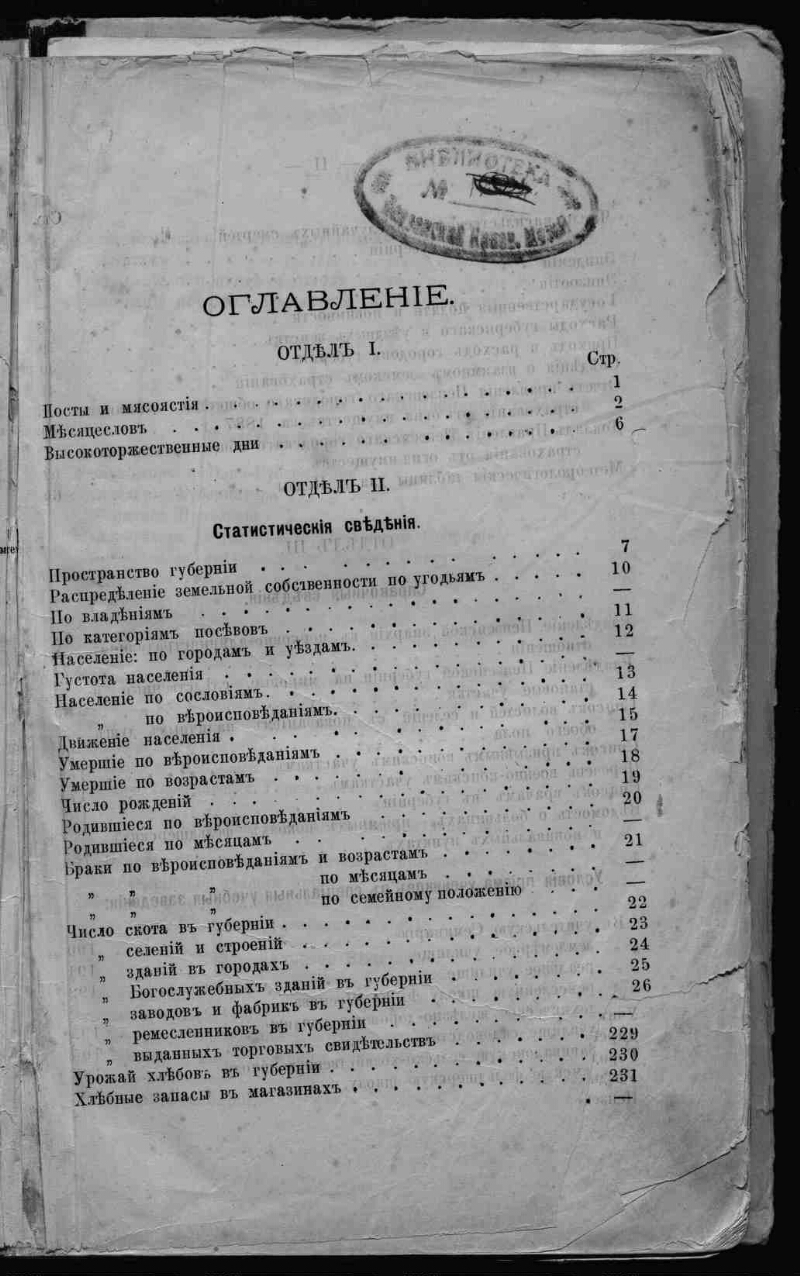 БИБЛИОТЕКА
№
ОГЛАВЛЕНІЕ.
ОТДѢЛЪ I.
Стр.
Посты и мясоястія . . . . . . . . . . 1
Мѣсяцесловъ . . . . . . . . . . 2
Высокоторжественные дни . . . . . . . . . . 6
ОТДѢЛЪ II.
Статистическія свѣдѣнія.
Пространство губерніи . . . . . . . . . . 7
Распредѣленіе земельной собственности по угодьямъ . . . . . 10
По владѣніямъ . . . . . . . . . . —
По категоріямъ посѣвовъ . . . . . . . . . . 11
Населеніе: по городамъ и уѣздамъ. . . . . . . . . . 12
Густота населенія . . . . . . . . . . —
Населеніе по сословіямъ. . . . . . . . . . 13
„ по вѣроисповѣданіямъ. . . . . . . . . . 14
Движеніе населенія . . . . . . . . . . 15
Умершіе по вѣроисповѣданіямъ . . . . . . . . . . 17
Умершіе по возрастамъ . . . . . . . . . . 18
Число рожденій . . . . . . . . . . 19
Родившіеся по вѣроисповѣданіямъ . . . . . . . . . . 20
Родившіеся по мѣсяцамъ . . . . . . . . . . —
Браки по вѣроисповѣданіямъ и возрастамъ . . . . . . . . 21
„ „ „ по мѣсяцамъ . . . . . . . . —
„ „ „ по семейному положенію . . . —
Число скота въ губерніи . . . . . . . . . . 22
„ селеній и строеній . . . . . . . . . . 23
„ зданій въ городахъ . . . . . . . . . . 24
„ Богослужебныхъ зданій въ губерніи . . . . . . . . 25
„ заводовъ и фабрикъ въ губерніи . . . . . . . . 26
„ ремесленниковъ въ губерніи . . . . . . . . —
„ выданныхъ торговыхъ свидѣтельствъ . . . . . . . 229
Урожай хлѣбовъ въ губерніи . . . . . . . . . . 230
Хлѣбные запасы въ магазинахъ . . . . . . . . . . 231
. —